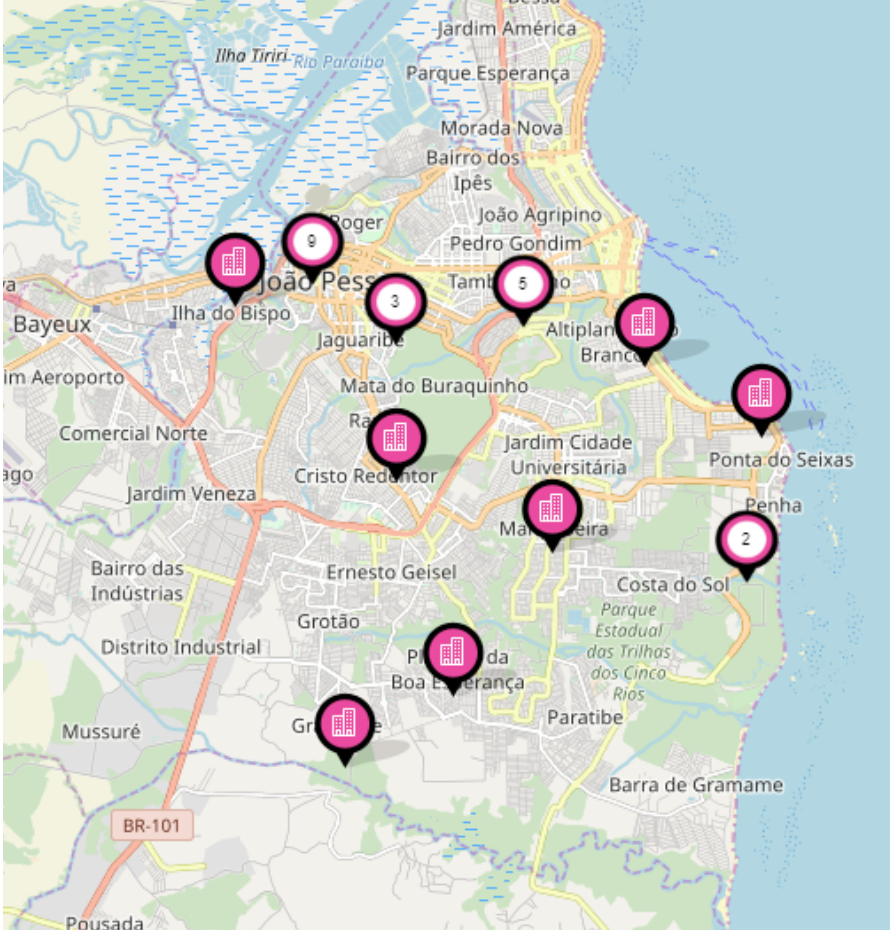 Bessa
Jardim América
Ilha Tiriri
Rio Paraíba
Parque Esperança
Morada Nova
Bairro dos
Ipês
Roger
João Agripino
9
Pedro Gondim
João Pess
5
3
Ilha do Bispo
Bayeux
Jaguaribe
im Aeroporto
Mata do Buraquinho
Comercial Norte
Jardim Cidade
Universitária
Ponta do Seixas
ago
Cristo Redentor
Jardim Veneza
Penha
2
Bairro das
Indústrias
Ernesto Geisel
Costa do Sol
Grotão
Parque
Estadual
das Trilhas
dos Cinco
Rios
Distrito Industrial
da
Boa Esperança
Mussuré
Paratibe
Barra de Gramame
BR-101
Pousada